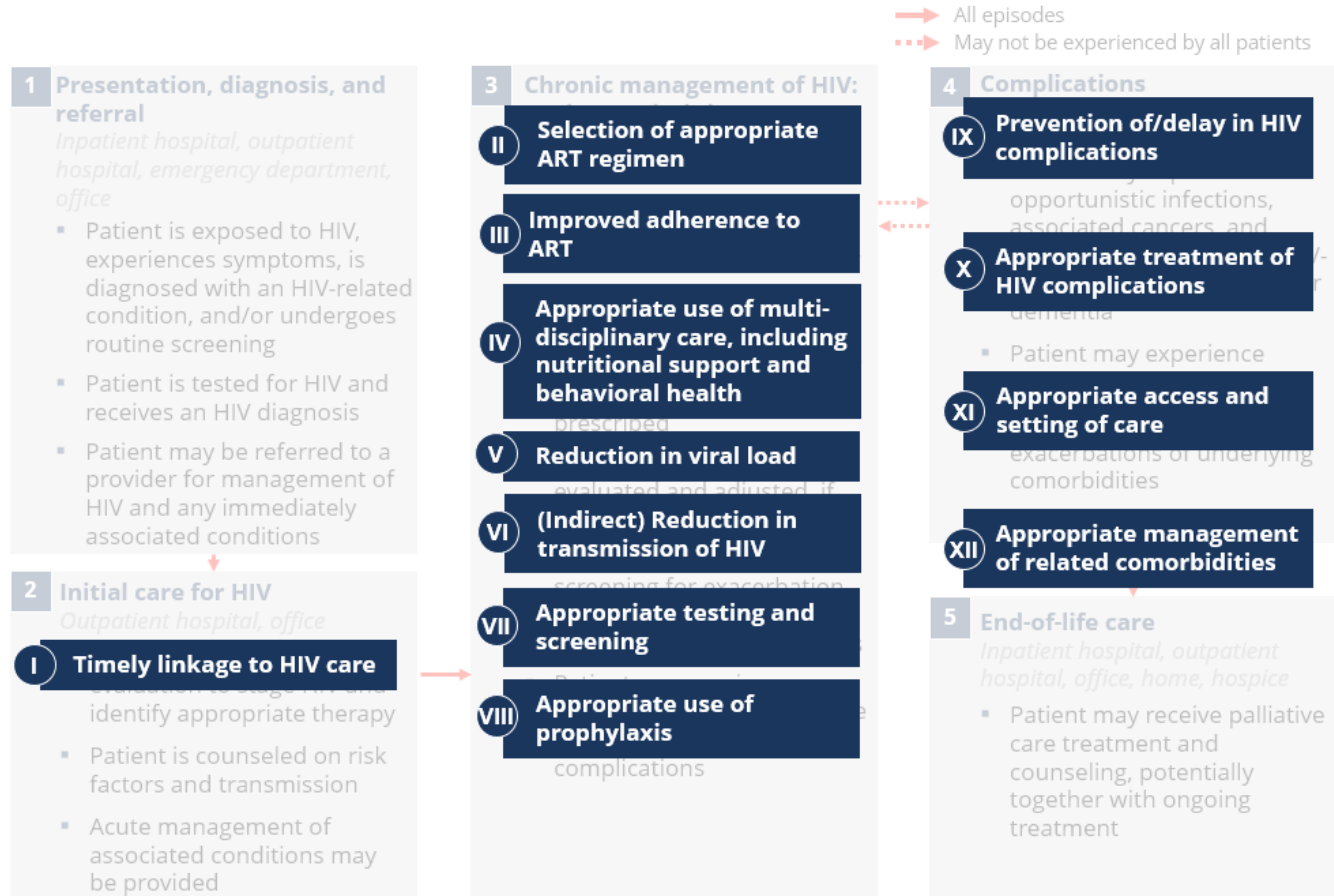 All episodes
May not be experienced by all patients
1
Presentation, diagnosis, and
referral
Inpatient hospital, outpatient
hospital, emergency department,
office
▪ Patient is exposed to HIV,
experiences symptoms, is
diagnosed with an HIV-related
condition, and/or undergoes
routine screening
▪ Patient is tested for HIV and
receives an HIV diagnosis
▪ Patient may be referred to a
provider for management of
HIV and any immediately
associated conditions
2
Initial care for HIV
Outpatient hospital, office
I
Timely linkage to HIV care
evaluation to stage HIV and
identify appropriate therapy
▪ Patient is counseled on risk
factors and transmission
▪ Acute management of
associated conditions may
be provided
3
Chronic management of HIV:
II
Selection of appropriate
ART regimen
III
Improved adherence to
ART
IV
Appropriate use of multi-
disciplinary care, including
nutritional support and
behavioral health
prescribed
V
Reduction in viral load
evaluated and adjusted, if
VI
(Indirect) Reduction in
transmission of HIV
screening for exacerbation
VII
Appropriate testing and
screening
VIII
Appropriate use of
prophylaxis
complications
4
Complications
IX
Prevention of/delay in HIV
complications
opportunistic infections,
associated cancers, and
X
Appropriate treatment of
HIV complications
dementia
▪ Patient may experience
XI
Appropriate access and
setting of care
exacerbations of underlying
comorbidities
XII
Appropriate management
of related comorbidities
5
End-of-life care
Inpatient hospital, outpatient
hospital, office, home, hospice
▪ Patient may receive palliative
care treatment and
counseling, potentially
together with ongoing
treatment